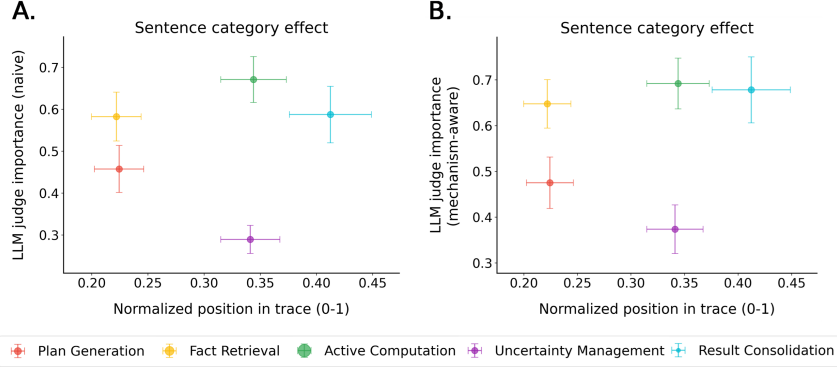 A.
Sentence category effect
LLM judge importance (naive)
0.7
0.6
0.5
0.4
0.3
0.20 0.25 0.30 0.35 0.40 0.45
Normalized position in trace (0-1)
B.
Sentence category effect
LLM judge importance
(mechanism-aware)
0.7
0.6
0.5
0.4
0.3
0.20 0.25 0.30 0.35 0.40 0.45
Normalized position in trace (0-1)
Plan Generation Fact Retrieval Active Computation Uncertainty Management Result Consolidation